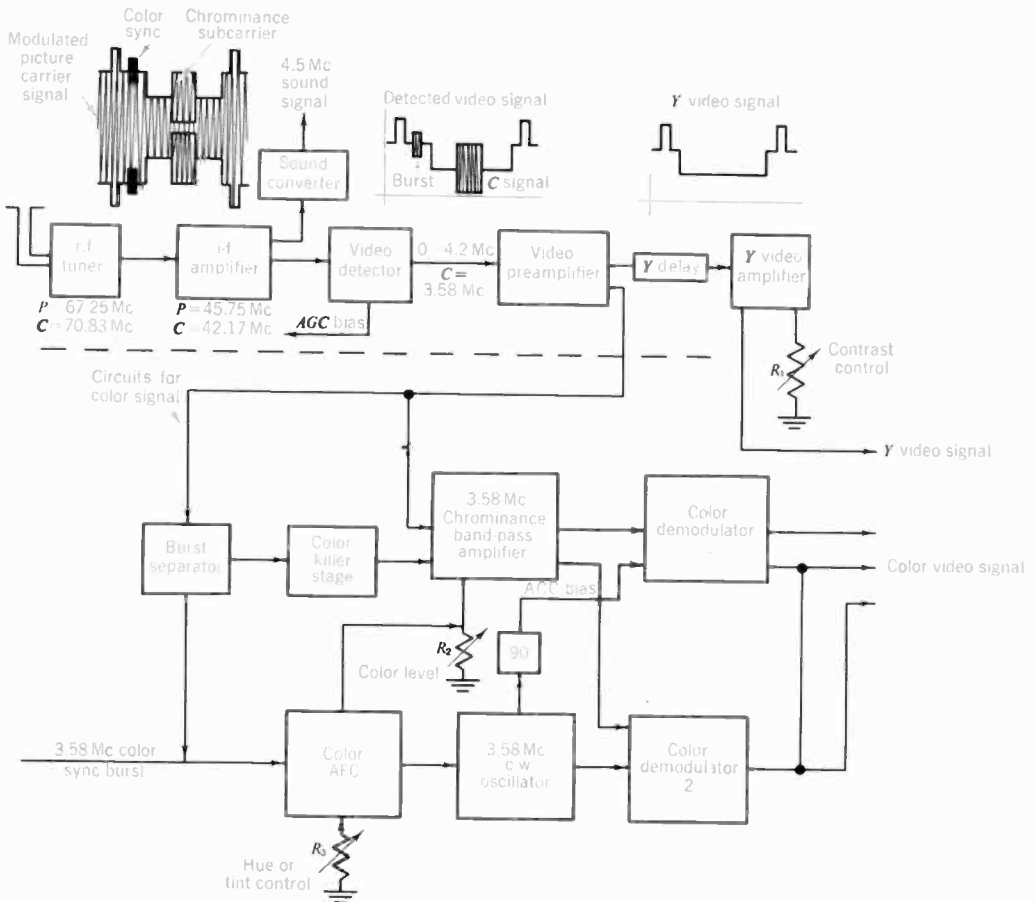 Color
sync
Chrominance
subcarrier
Modulated
picture
carrier
signal
4.5 Mc
sound
signal
Detected video signal
Burst
C signal
Y video signal
Sound
converter
r.f
tuner
i-f
amplifier
Video
detector
0 - 4.2 Mc
C =
3.58 Mc
Video
preamplifier
Y delay
Y video
amplifier
P 67 25 Mc
C = 70.83 Mc
P = 45.75 Mc
C = 42.17 Mc
AGC bias
R₁
Contrast
control
Circuits for
color signal
Y video signal
Burst
separator
Color
killer
stage
3.58 Mc
Chrominance
band-pass
amplifier
Color
demodulator
Color video signal
ACC bias
R₂
Color level
90
3.58 Mc color
sync burst
Color
AFC
3.58 Mc
c w
oscillator
Color
demodulator
2
R₃
Hue or
tint control